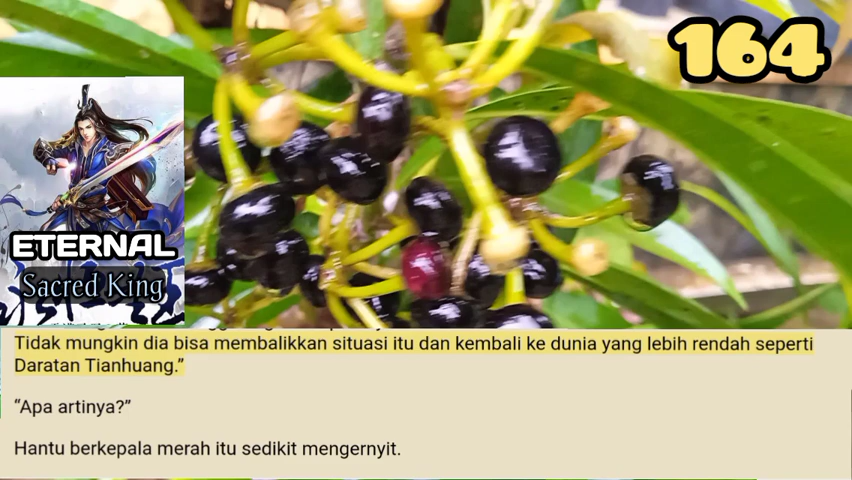 164
ETERNAL
Sacred King
Tidak mungkin dia bisa membalikkan situasi itu dan kembali ke dunia yang lebih rendah seperti
Daratan Tianhuang.”
“Apa artinya?”
Hantu berkepala merah itu sedikit mengernyit.